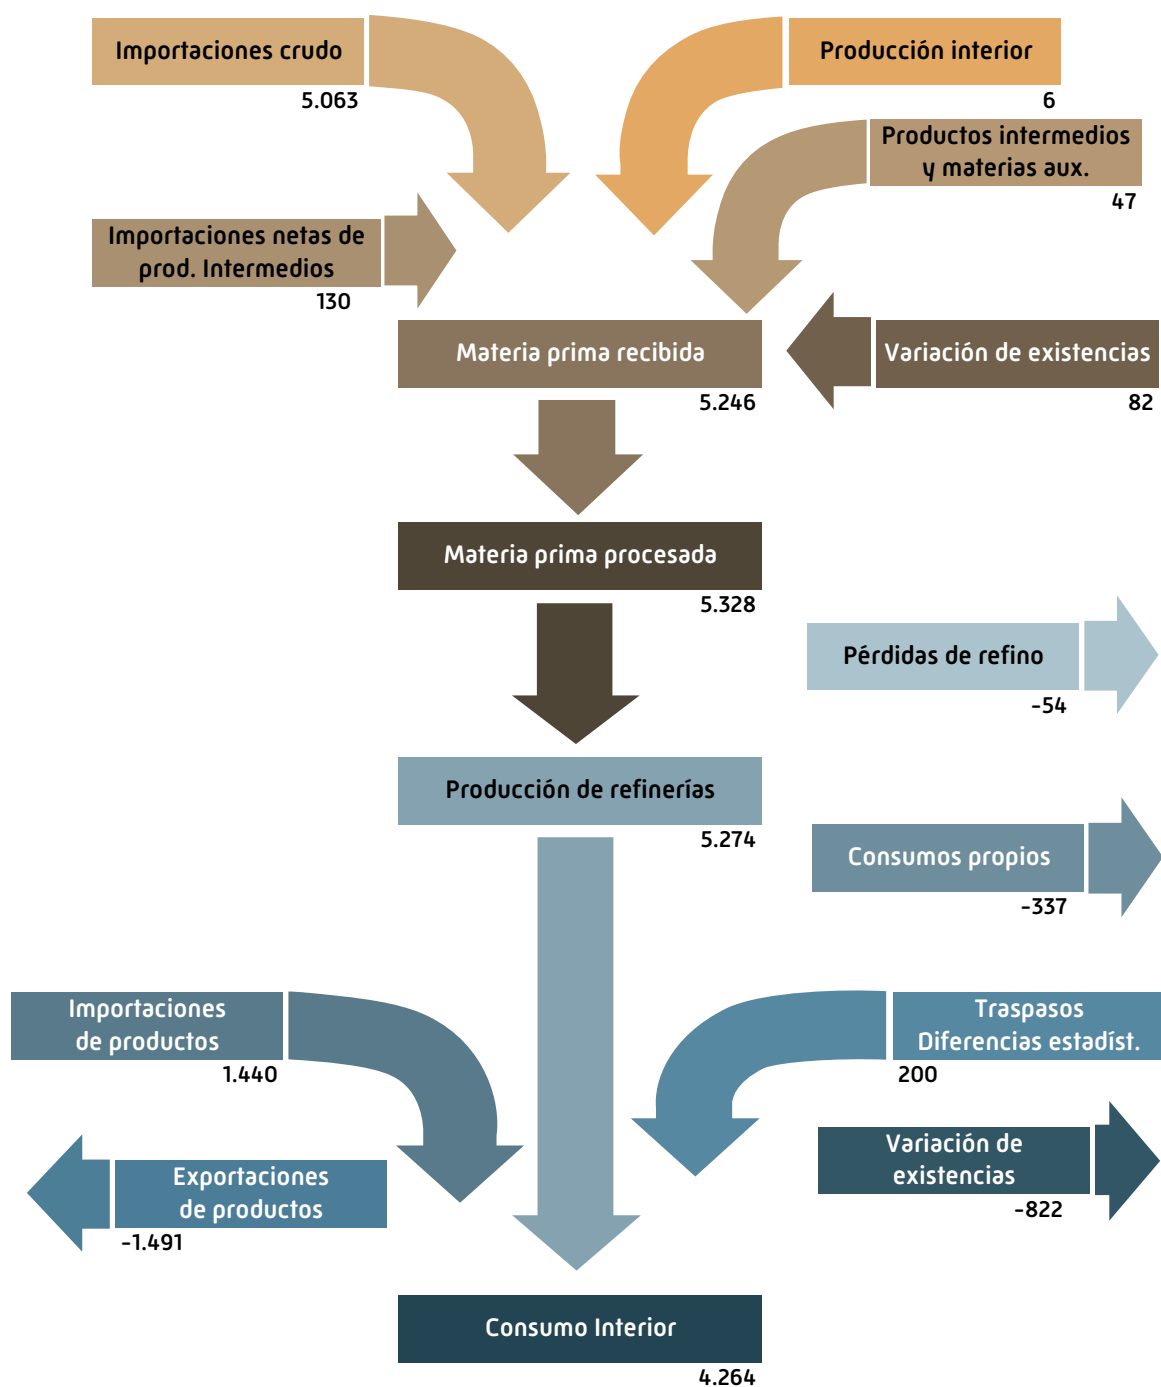 Importaciones crudo
5.063
Producción interior
6
Productos intermedios
y materias aux.
47
Importaciones netas de
prod. Intermedios
130
Materia prima recibida
5.246
Variación de existencias
82
Materia prima procesada
5.328
Pérdidas de refino
-54
Producción de refinerías
5.274
Consumos propios
-337
Importaciones
de productos
1.440
Traspasos
Diferencias estadíst.
200
Exportaciones
de productos
-1.491
Variación de
existencias
-822
Consumo Interior
4.264